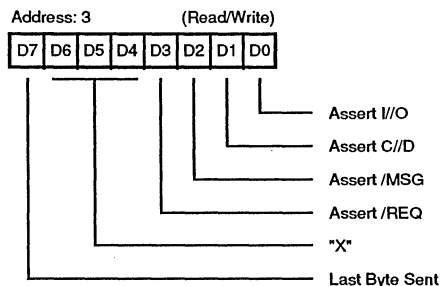 Address: 3 (Read/Write)
D7 D6 D5 D4 D3 D2 D1 D0
Assert I//O
Assert C//D
Assert /MSG
Assert /REQ
"X"
Last Byte Sent